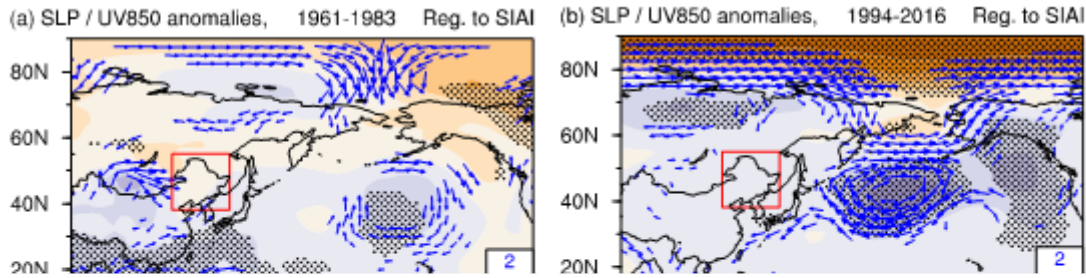 (a) SLP / UV850 anomalies, 1961-1983 Reg. to SIAI
80N
60N
40N
20N
2
(b) SLP / UV850 anomalies, 1994-2016 Reg. to SIAI
80N
60N
40N
20N
2